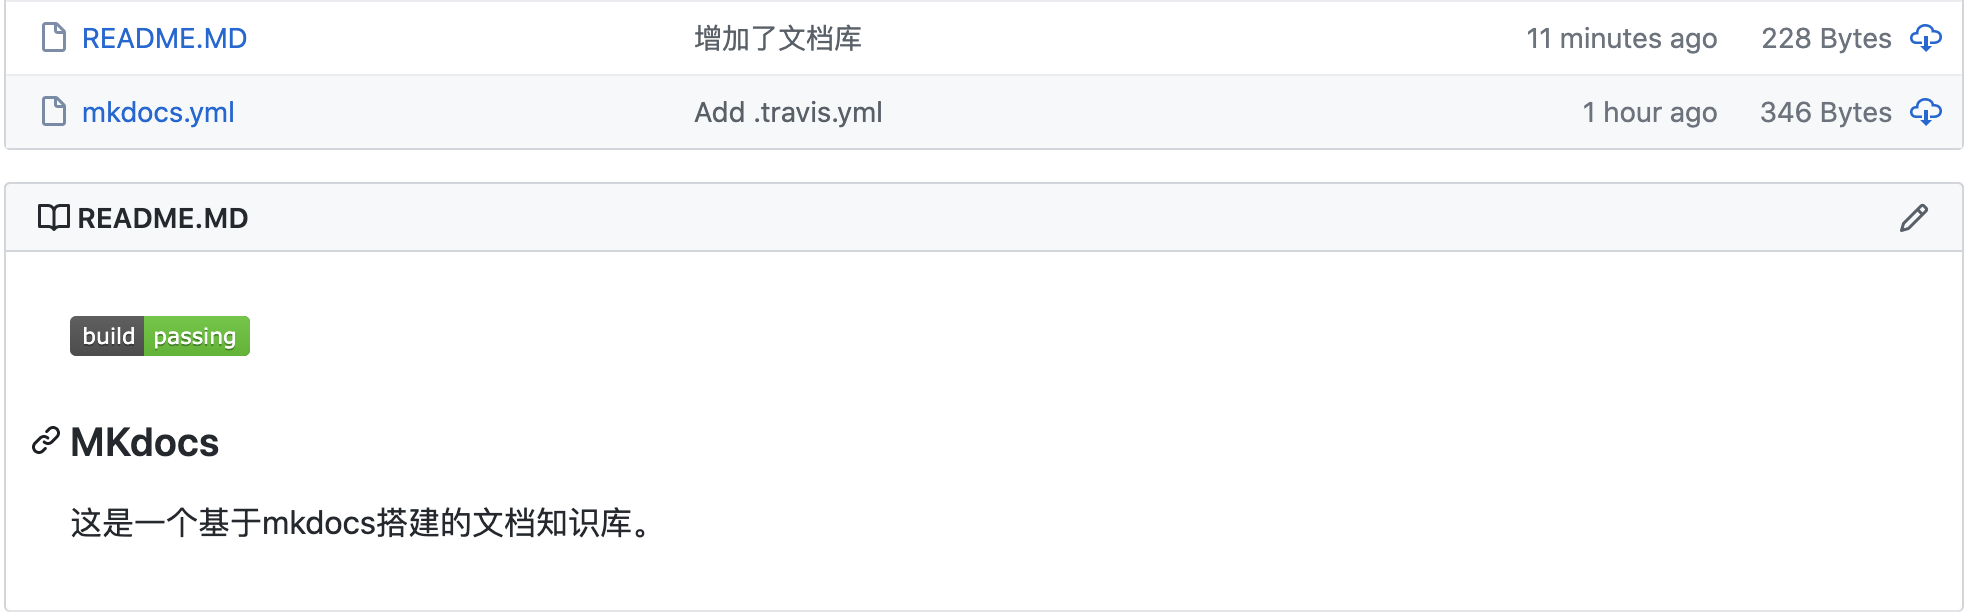 README.MD 增加了文档库 11 minutes ago 228 Bytes
mkdocs.yml Add .travis.yml 1 hour ago 346 Bytes
README.MD
build passing
MKdocs
这是一个基于mkdocs搭建的文档知识库。